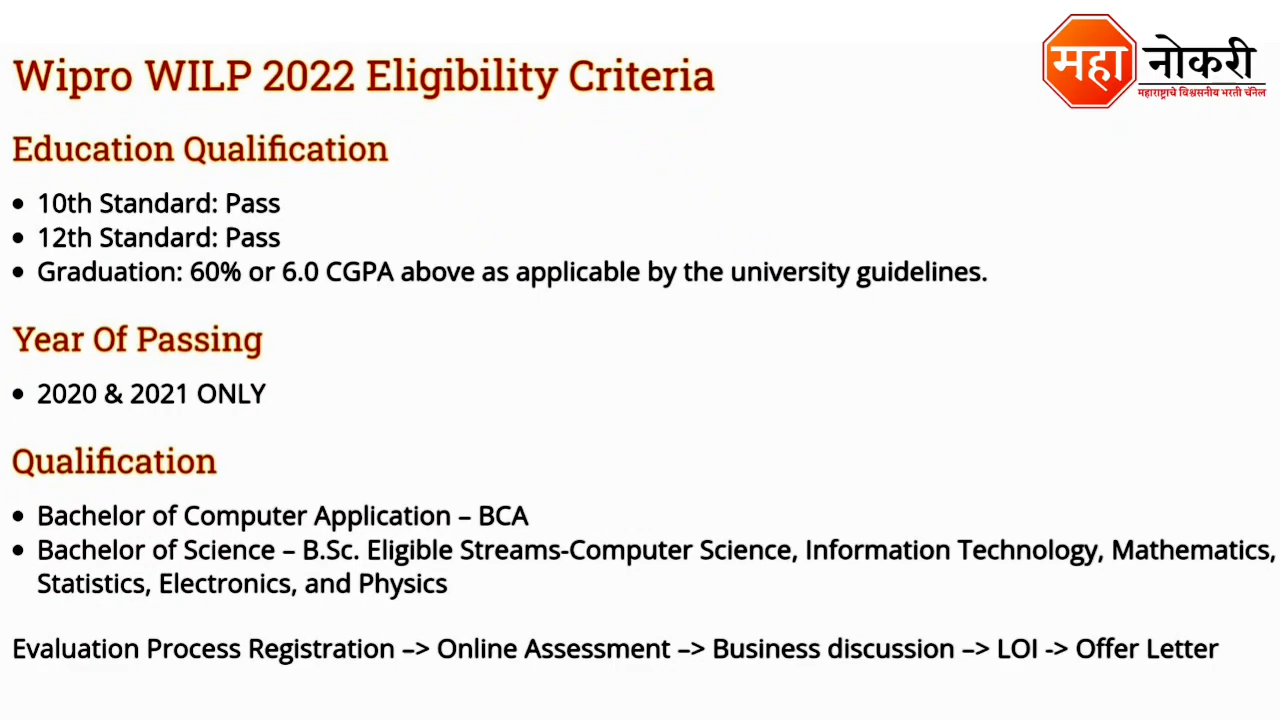 महा नोकरी
महाराष्ट्राचे विश्वसनीय भरती चॅनेल
Wipro WILP 2022 Eligibility Criteria
Education Qualification
• 10th Standard: Pass
• 12th Standard: Pass
• Graduation: 60% or 6.0 CGPA above as applicable by the university guidelines.
Year Of Passing
• 2020 & 2021 ONLY
Qualification
• Bachelor of Computer Application – BCA
• Bachelor of Science – B.Sc. Eligible Streams-Computer Science, Information Technology, Mathematics,
Statistics, Electronics, and Physics
Evaluation Process Registration –> Online Assessment –> Business discussion –> LOI -> Offer Letter